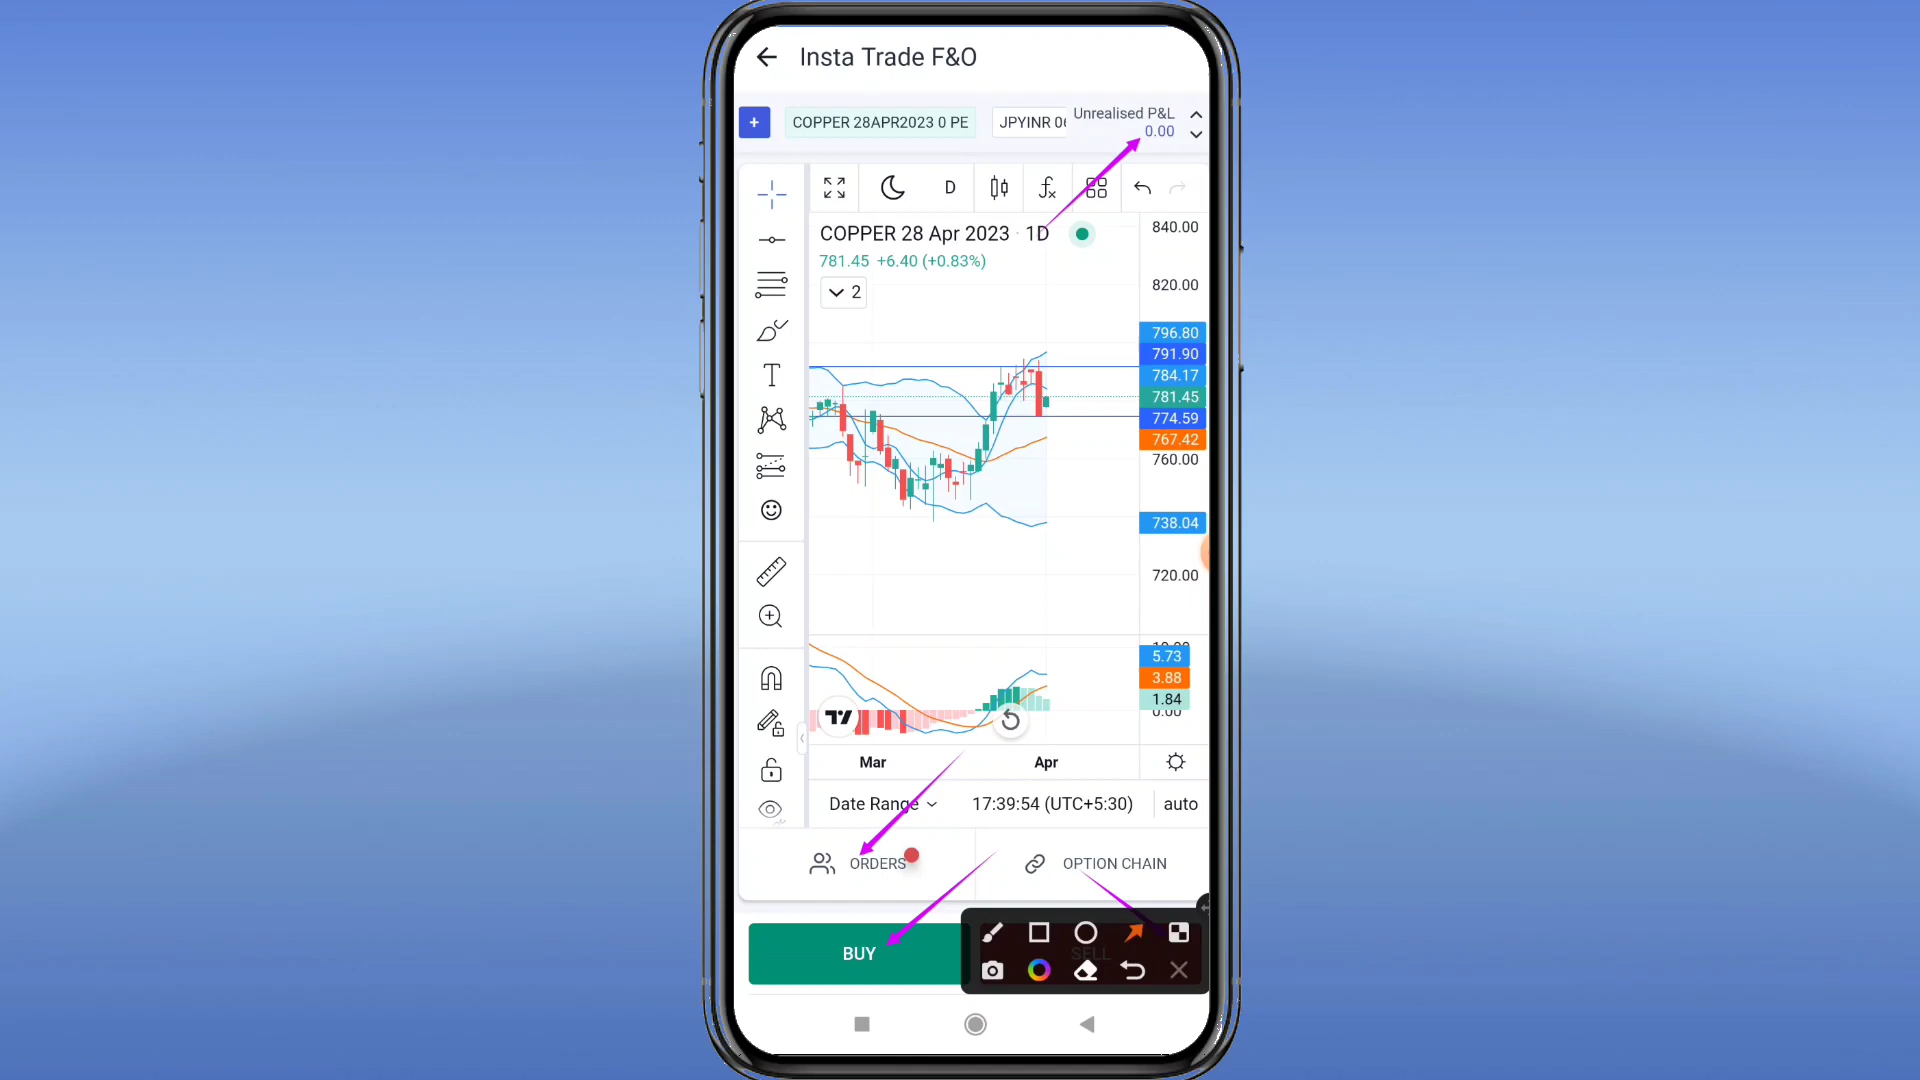 Insta Trade F&O
+
COPPER 28APR2023 0 PE
JPYINR 0
Unrealised P&L
0.00
D
840.00
COPPER 28 Apr 2023 · 1D
781.45 +6.40 (+0.83%)
820.00
2
796.80
791.90
784.17
781.45
774.59
767.42
760.00
738.04
720.00
5.73
3.88
1.84
0.00
Mar
Apr
Date Range
17:39:54 (UTC+5:30)
auto
ORDERS
OPTION CHAIN
BUY
SELL